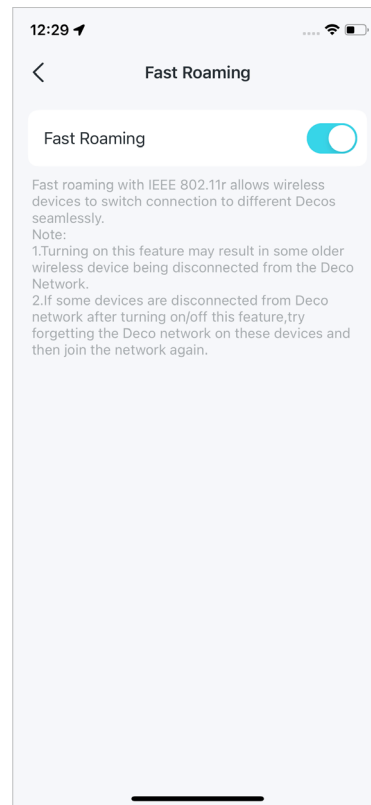 12:29
Fast Roaming
Fast Roaming
Fast roaming with IEEE 802.11r allows wireless
devices to switch connection to different Decos
seamlessly.
Note:
1.Turning on this feature may result in some older
wireless device being disconnected from the Deco
Network.
2.If some devices are disconnected from Deco
network after turning on/off this feature,try
forgetting the Deco network on these devices and
then join the network again.